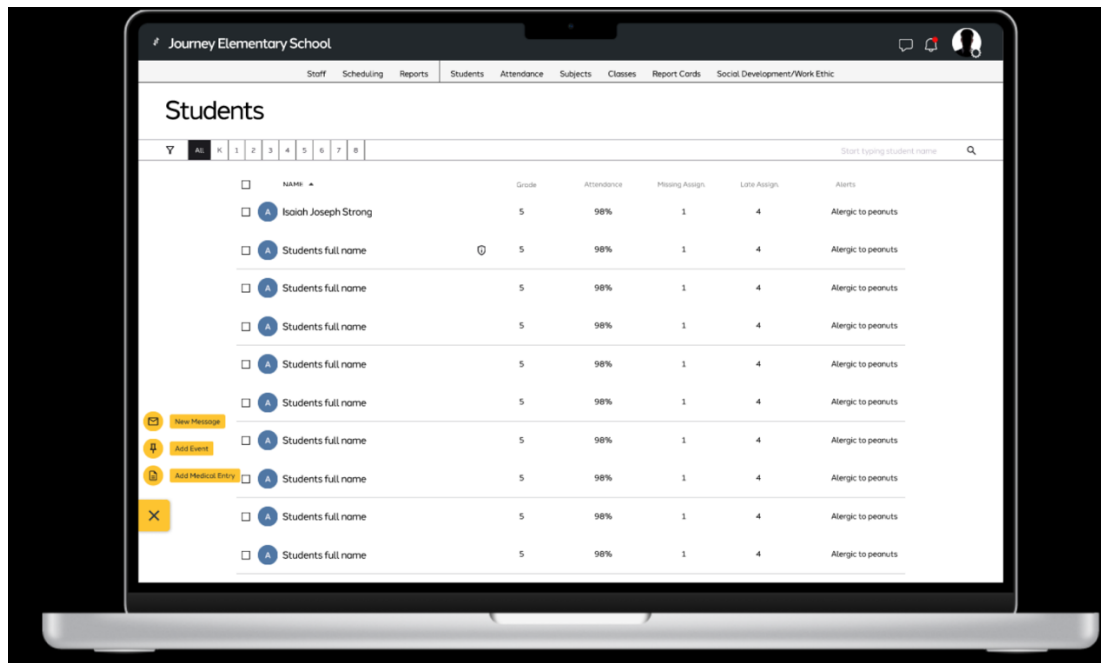 Journey Elementary School
Staff Scheduling Reports Students Attendance Subjects Classes Report Cards Social Development/Work Ethic
Students
ALL K 1 2 3 4 5 6 7 8 Start typing student name
NAME Grade Attendance Missing Assign. Late Assign. Alerts
A Isaiah Joseph Strong 5 98% 1 4 Alergic to peanuts
A Students full name 5 98% 1 4 Alergic to peanuts
A Students full name 5 98% 1 4 Alergic to peanuts
A Students full name 5 98% 1 4 Alergic to peanuts
A Students full name 5 98% 1 4 Alergic to peanuts
A Students full name 5 98% 1 4 Alergic to peanuts
New Message
A Students full name 5 98% 1 4 Alergic to peanuts
Add Event
Add Medical Entry
A Students full name 5 98% 1 4 Alergic to peanuts
A Students full name 5 98% 1 4 Alergic to peanuts
A Students full name 5 98% 1 4 Alergic to peanuts